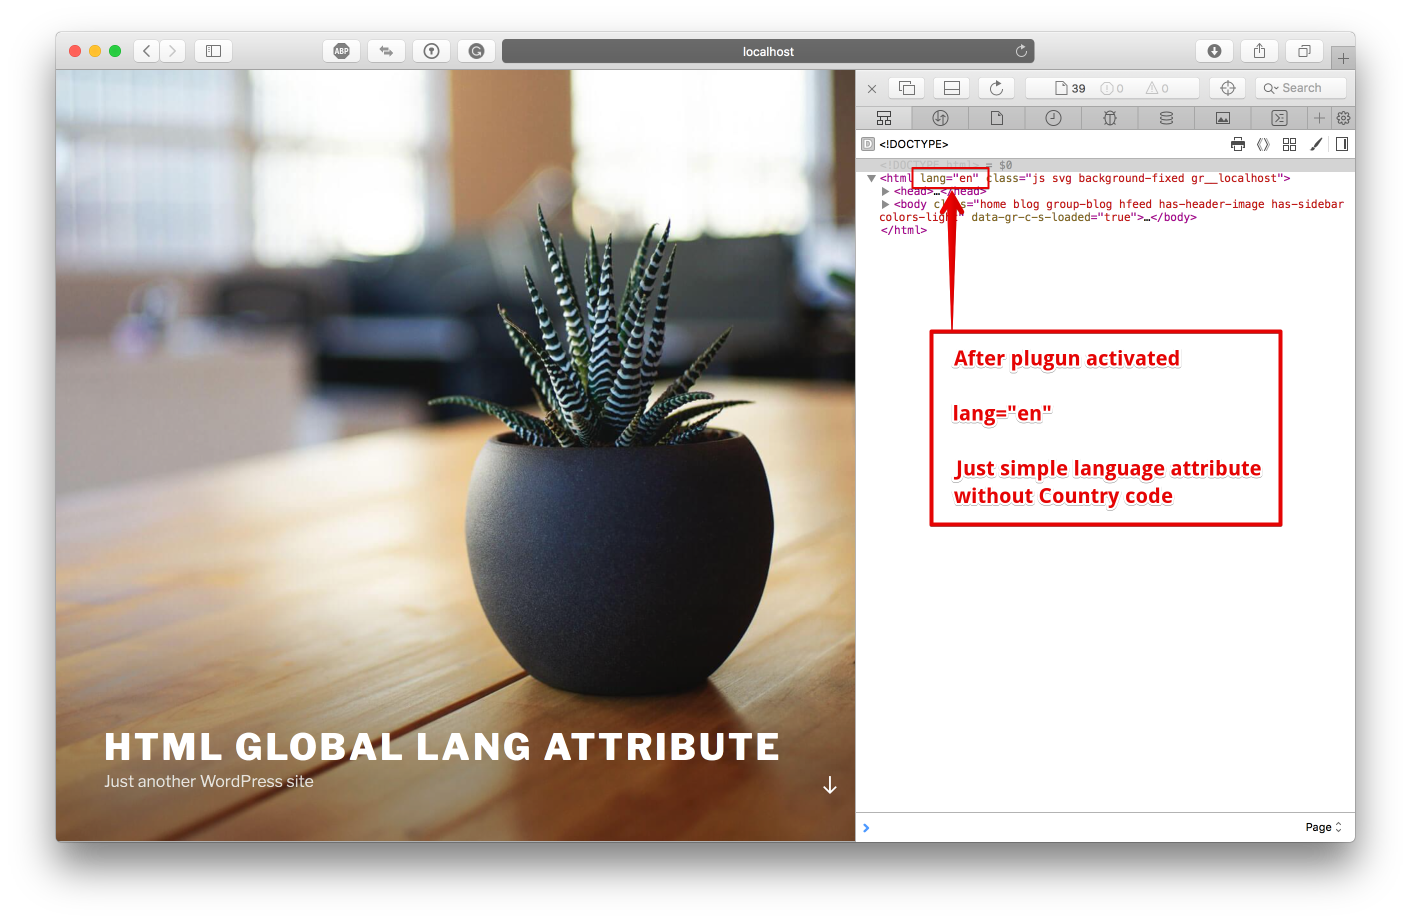 localhost
ABP
39
0
0
Search
D <!DOCTYPE>
<!DOCTYPE html> = $0
<html lang="en" class="js svg background-fixed gr__localhost">
<head>…</head>
<body class="home blog group-blog hfeed has-header-image has-sidebar
colors-light" data-gr-c-s-loaded="true">…</body>
</html>
After plugun activated
lang="en"
Just simple language attribute
without Country code
HTML GLOBAL LANG ATTRIBUTE
Just another WordPress site
Page